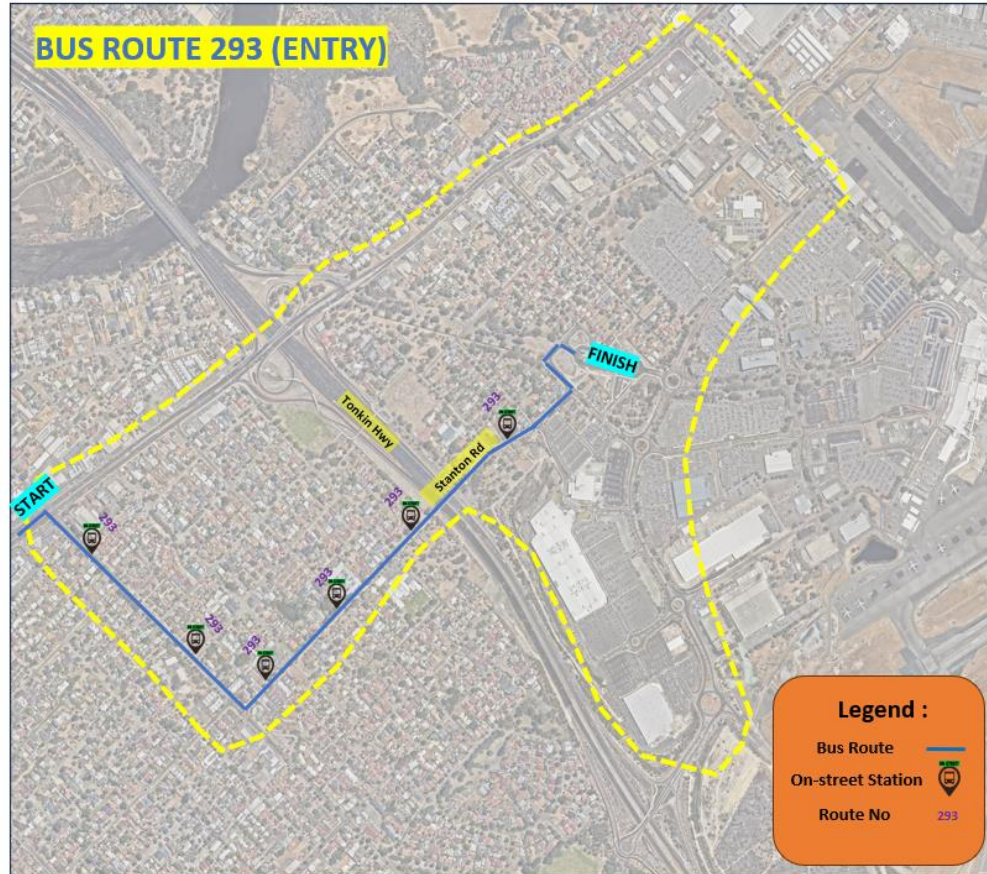 BUS ROUTE 293 (ENTRY)
FINISH
Tonkin Hwy
293
Stanton Rd
START
293
293
293
293
293
Legend :
Bus Route
On-street Station
Route No
293